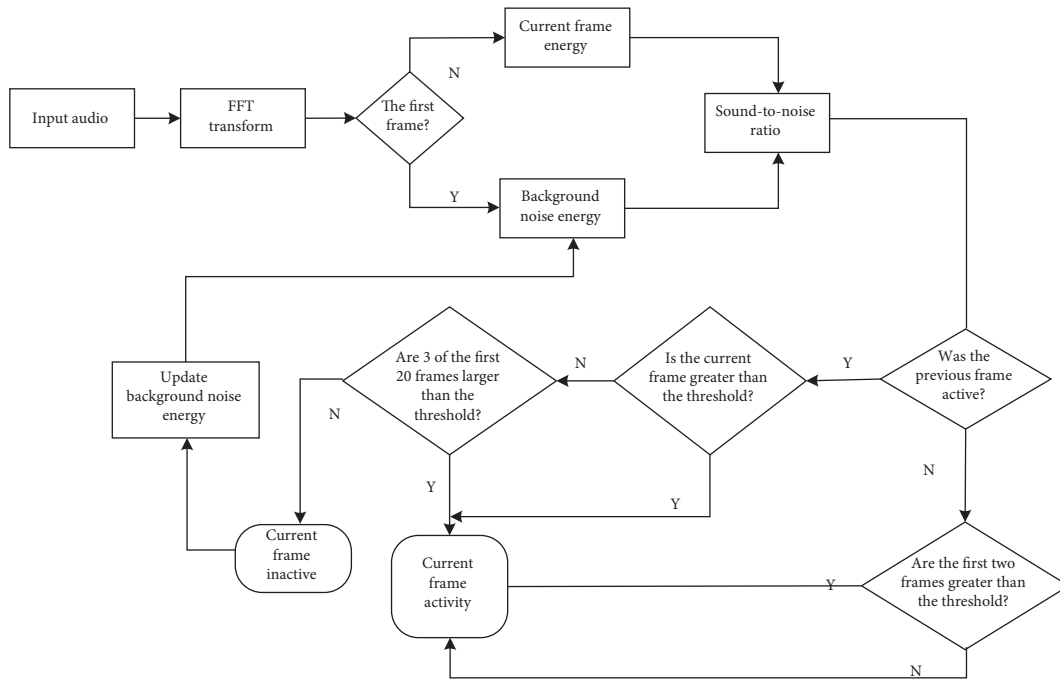 Current frame
energy
N
Input audio
FFT
transform
The first
frame?
Sound-to-noise
ratio
Y
Background
noise energy
Update
background noise
energy
Are 3 of the first
20 frames larger
than the
threshold?
N
Is the current
frame greater than
the threshold?
Y
Was the
previous frame
active?
N
N
Y
Y
Current
frame
inactive
Current
frame
activity
Y
Are the first two
frames greater than
the threshold?
N